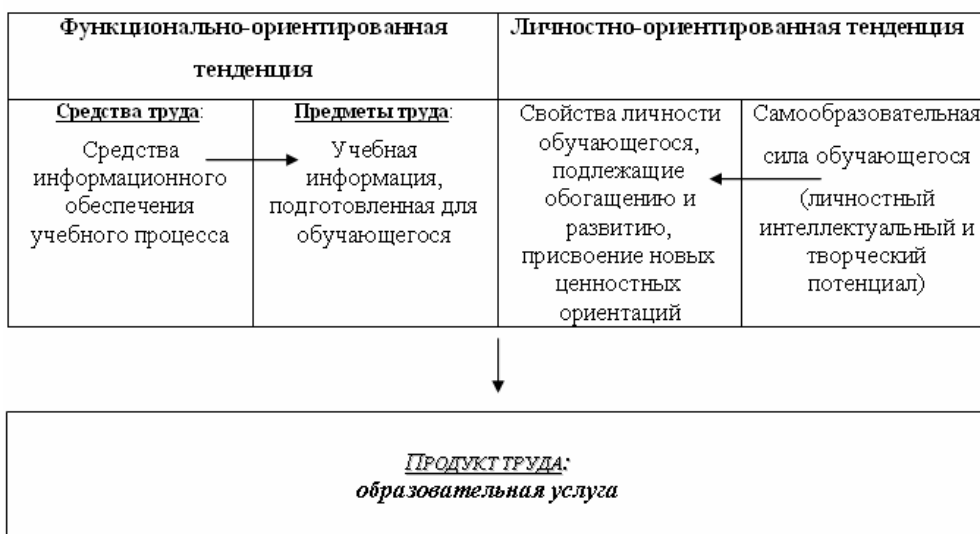 Функционально-ориентированная
тенденция
Личностно-ориентированная тенденция
Средства труда:
Средства
информационного
обеспечения
учебного процесса
Предметы труда:
Учебная
информация,
подготовленная для
обучающегося
Свойства личности
обучающегося,
подлежащие
обогащению и
развитию,
присвоение новых
ценностных
ориентаций
Самообразовательная
сила обучающегося
(личностный
интеллектуальный и
творческий
потенциал)
ПРОДУКТ ТРУДА:
образовательная услуга